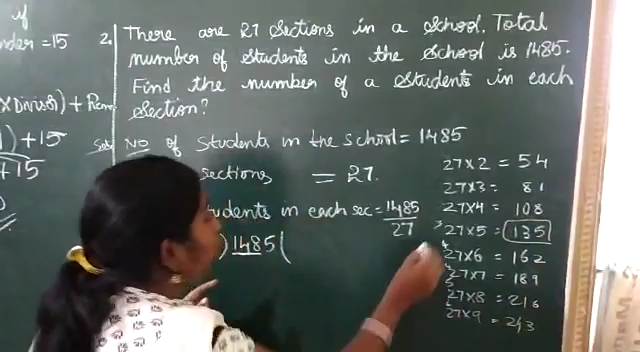 if
nder = 15
x Divisor) + Rem
) + 15
+ 15
2. There are 27 Sections in a School. Total
number of students in the School is 1485.
Find the number of a students in each
Section?
Sol: No of students in the School = 1485
sections = 27.
udents in each sec = 1485
27
) 1485 (
27x2 = 54
27x3 = 81
27x4 = 108
27x5 = 135
27x6 = 162
27x7 = 189
27x8 = 216
27x9 = 243